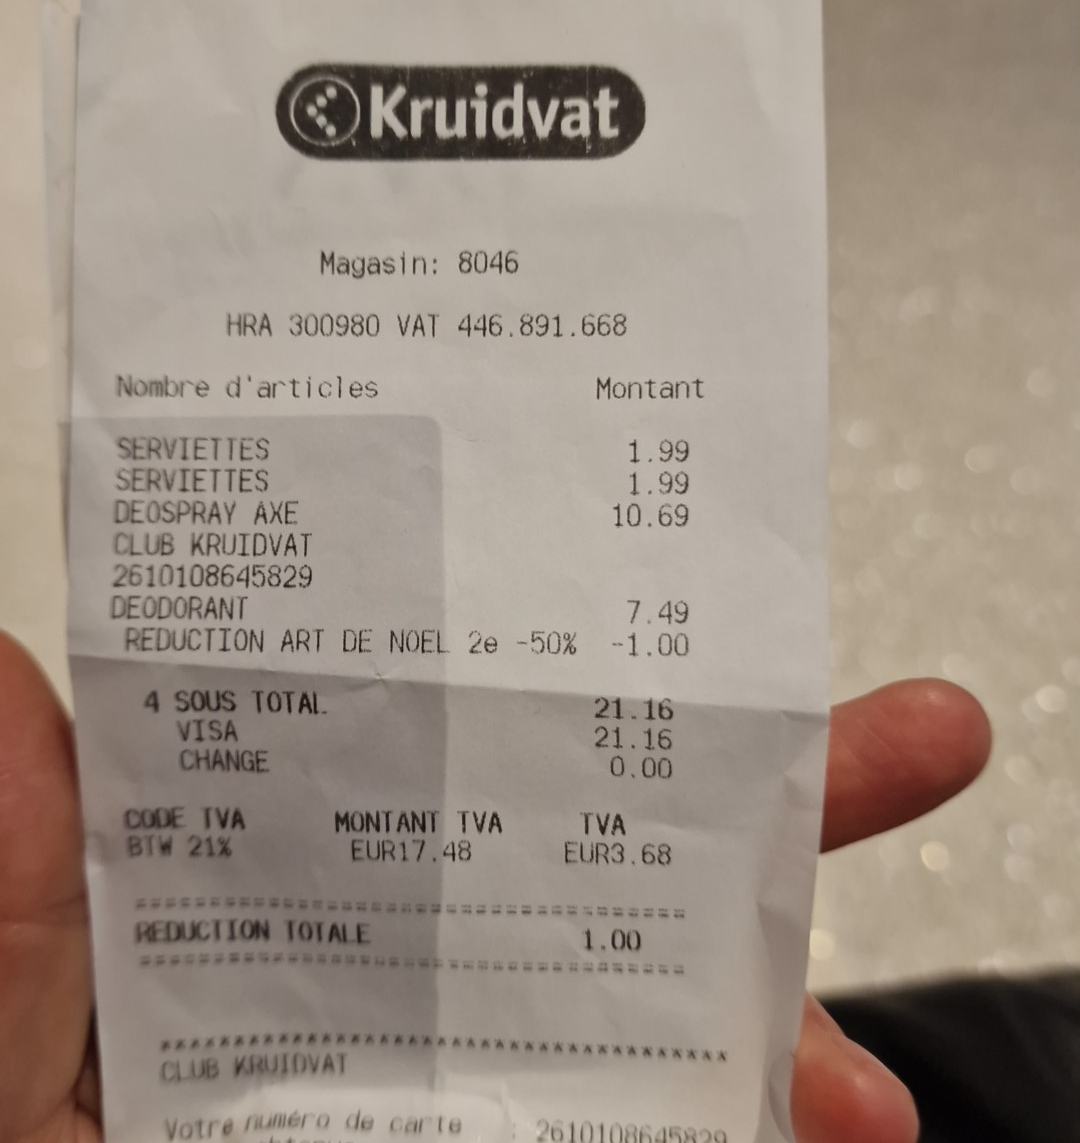 Kruidvat
Magasin: 8046
HRA 300980 VAT 446.891.668
Nombre d'articles Montant
SERVIETTES 1.99
SERVIETTES 1.99
DEOSPRAY AXE 10.69
CLUB KRUIDVAT
2610108645829
DEODORANT 7.49
REDUCTION ART DE NOEL 2e -50% -1.00
4 SOUS TOTAL 21.16
VISA 21.16
CHANGE 0.00
CODE TVA MONTANT TVA TVA
BTW 21% EUR17.48 EUR3.68
====================================
REDUCTION TOTALE 1.00
====================================
*************************************
CLUB KRUIDVAT
Votre numéro de carte : 2610108645829